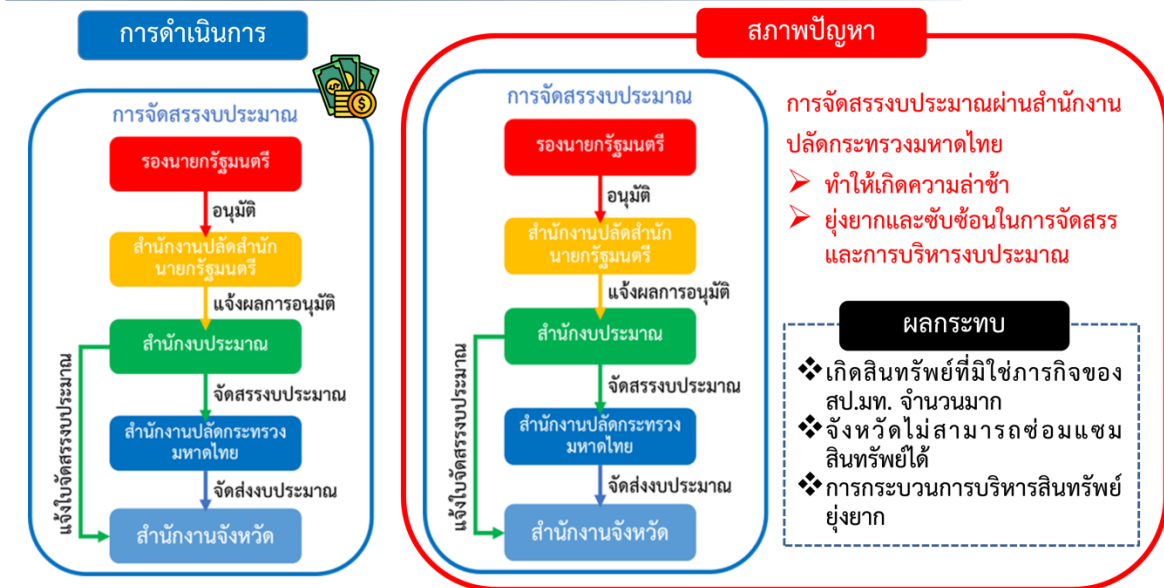 การดำเนินการ
การจัดสรรงบประมาณ
รองนายกรัฐมนตรี
อนุมัติ
สำนักงานปลัดสำนัก
นายกรัฐมนตรี
แจ้งผลการอนุมัติ
สำนักงบประมาณ
จัดสรรงบประมาณ
แจ้งใบจัดสรรงบประมาณ
สำนักงานปลัดกระทรวง
มหาดไทย
จัดส่งงบประมาณ
สำนักงานจังหวัด
สภาพปัญหา
การจัดสรรงบประมาณ
รองนายกรัฐมนตรี
อนุมัติ
สำนักงานปลัดสำนัก
นายกรัฐมนตรี
แจ้งผลการอนุมัติ
สำนักงบประมาณ
จัดสรรงบประมาณ
แจ้งใบจัดสรรงบประมาณ
สำนักงานปลัดกระทรวง
มหาดไทย
จัดส่งงบประมาณ
สำนักงานจังหวัด
การจัดสรรงบประมาณผ่านสำนักงาน
ปลัดกระทรวงมหาดไทย
➢ ทำให้เกิดความล่าช้า
➢ ยุ่งยากและซับซ้อนในการจัดสรร
และการบริหารงบประมาณ
ผลกระทบ
❖เกิดสินทรัพย์ที่มิใช่ภารกิจของ
สป.มท. จำนวนมาก
❖จังหวัดไม่สามารถซ่อมแซม
สินทรัพย์ได้
❖การกระบวนการบริหารสินทรัพย์
ยุ่งยาก